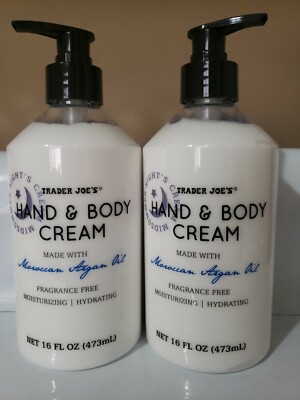 TRADER JOE'S®
HAND & BODY
CREAM
MADE WITH
Moroccan Argan Oil
FRAGRANCE FREE
MOISTURIZING | HYDRATING
NET 16 FL OZ (473mL)
TRADER JOE'S®
HAND & BODY
CREAM
MADE WITH
Moroccan Argan Oil
FRAGRANCE FREE
MOISTURIZING | HYDRATING
NET 16 FL OZ (473mL)